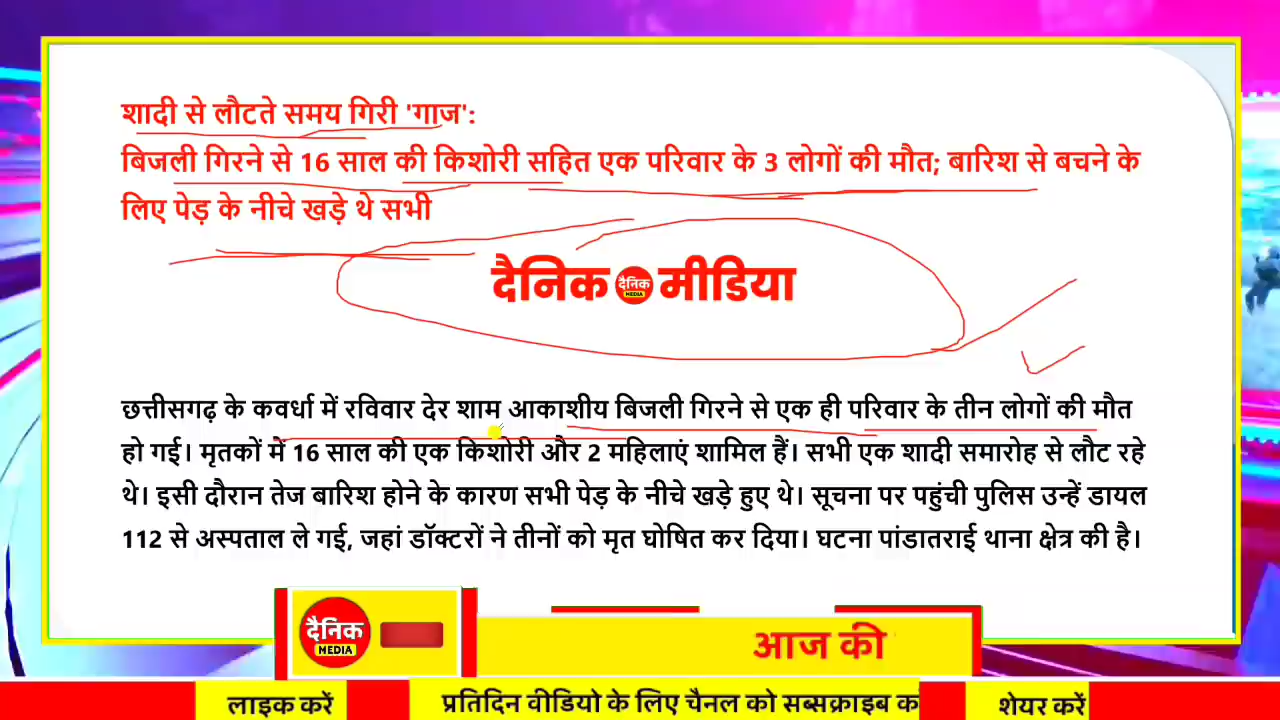 शादी से लौटते समय गिरी 'गाज':
बिजली गिरने से 16 साल की किशोरी सहित एक परिवार के 3 लोगों की मौत; बारिश से बचने के
लिए पेड़ के नीचे खड़े थे सभी
दैनिक दैनिक MEDIA मीडिया
छत्तीसगढ़ के कवर्धा में रविवार देर शाम आकाशीय बिजली गिरने से एक ही परिवार के तीन लोगों की मौत
हो गई। मृतकों में 16 साल की एक किशोरी और 2 महिलाएं शामिल हैं। सभी एक शादी समारोह से लौट रहे
थे। इसी दौरान तेज बारिश होने के कारण सभी पेड़ के नीचे खड़े हुए थे। सूचना पर पहुंची पुलिस उन्हें डायल
112 से अस्पताल ले गई, जहां डॉक्टरों ने तीनों को मृत घोषित कर दिया। घटना पांडातराई थाना क्षेत्र की है।
दैनिक
MEDIA
आज की
लाइक करें
प्रतिदिन वीडियो के लिए चैनल को सब्सक्राइब
शेयर करें